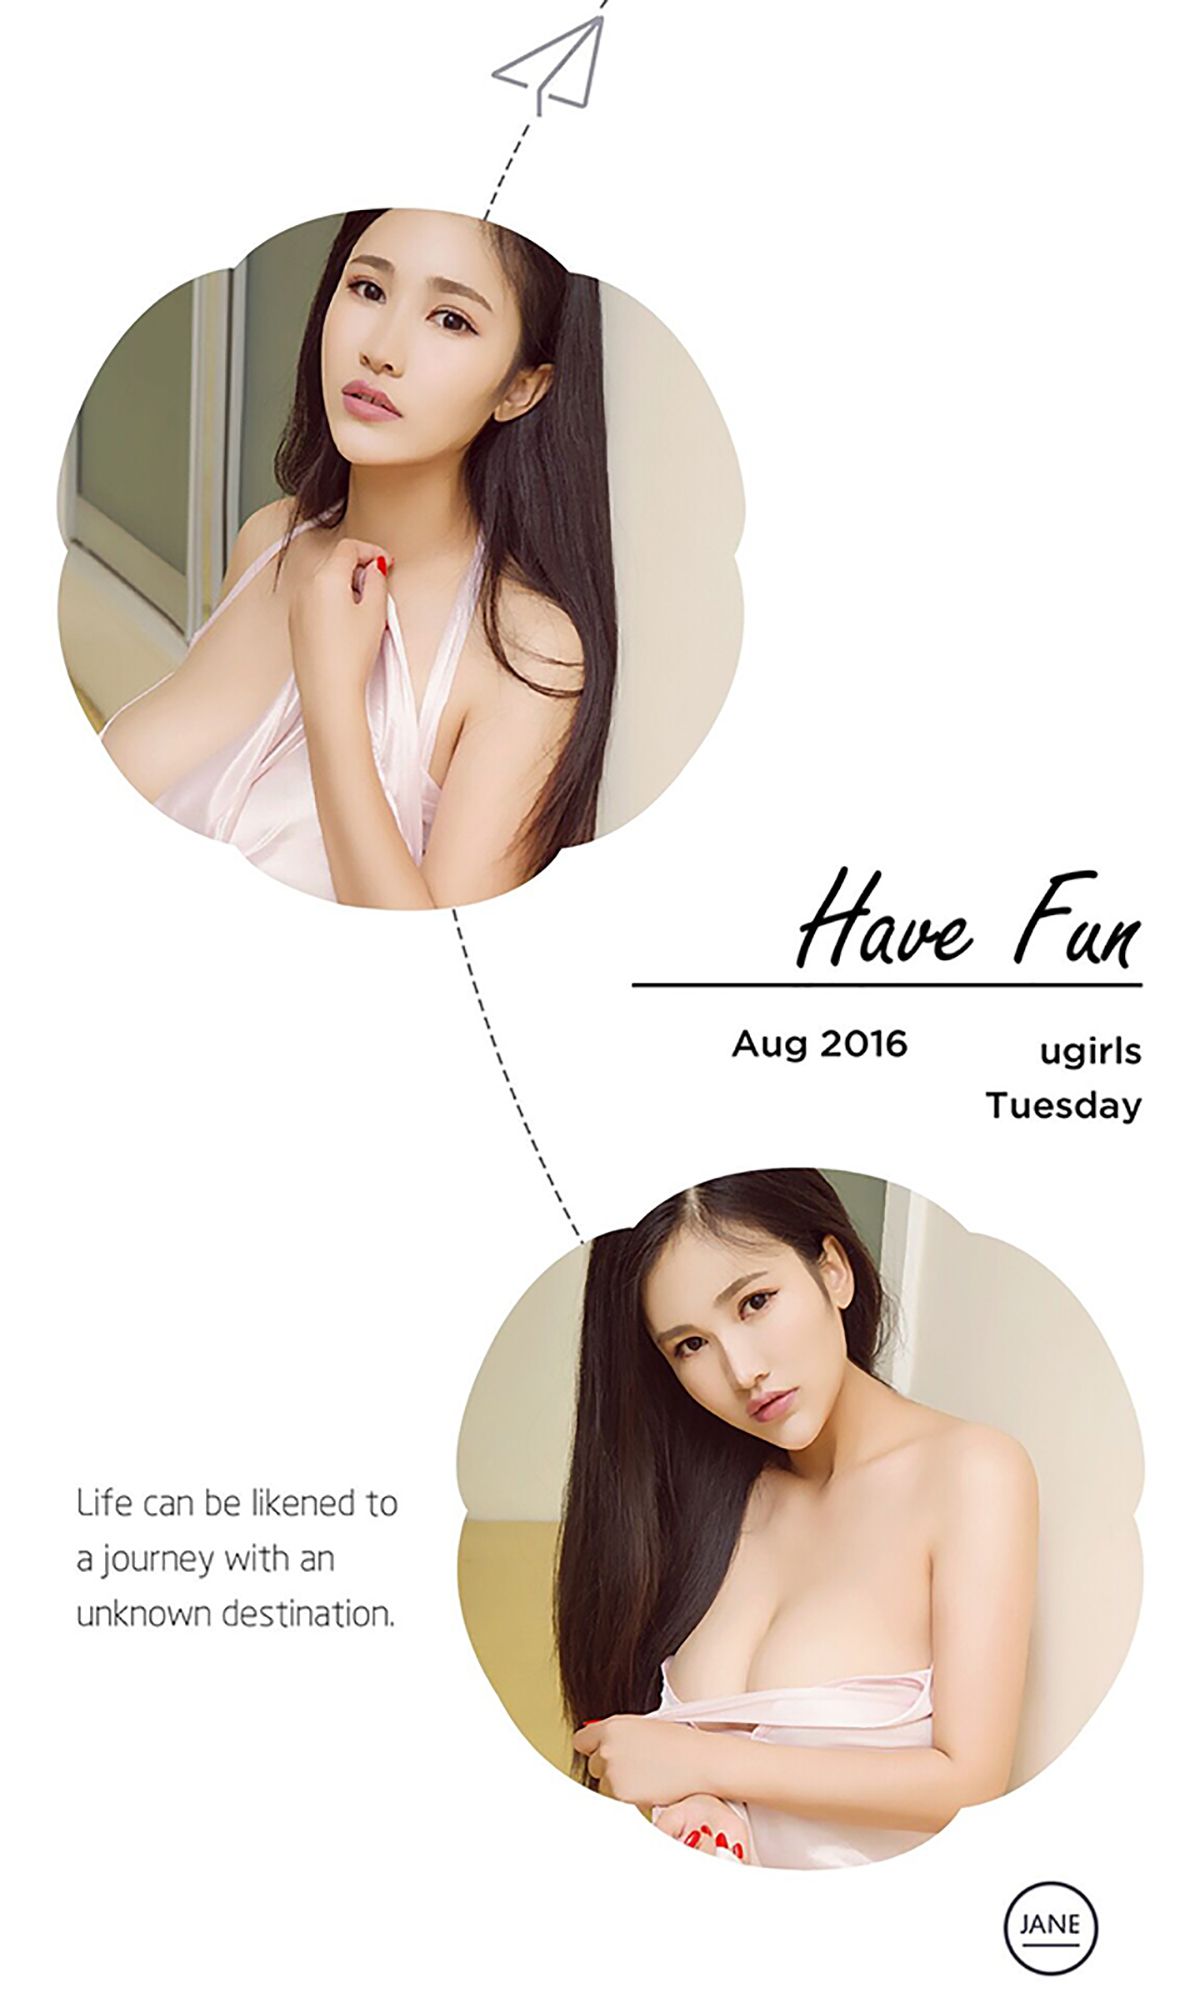 Have Fun
Aug 2016
ugirls
Tuesday
Life can be likened to
a journey with an
unknown destination.
JANE